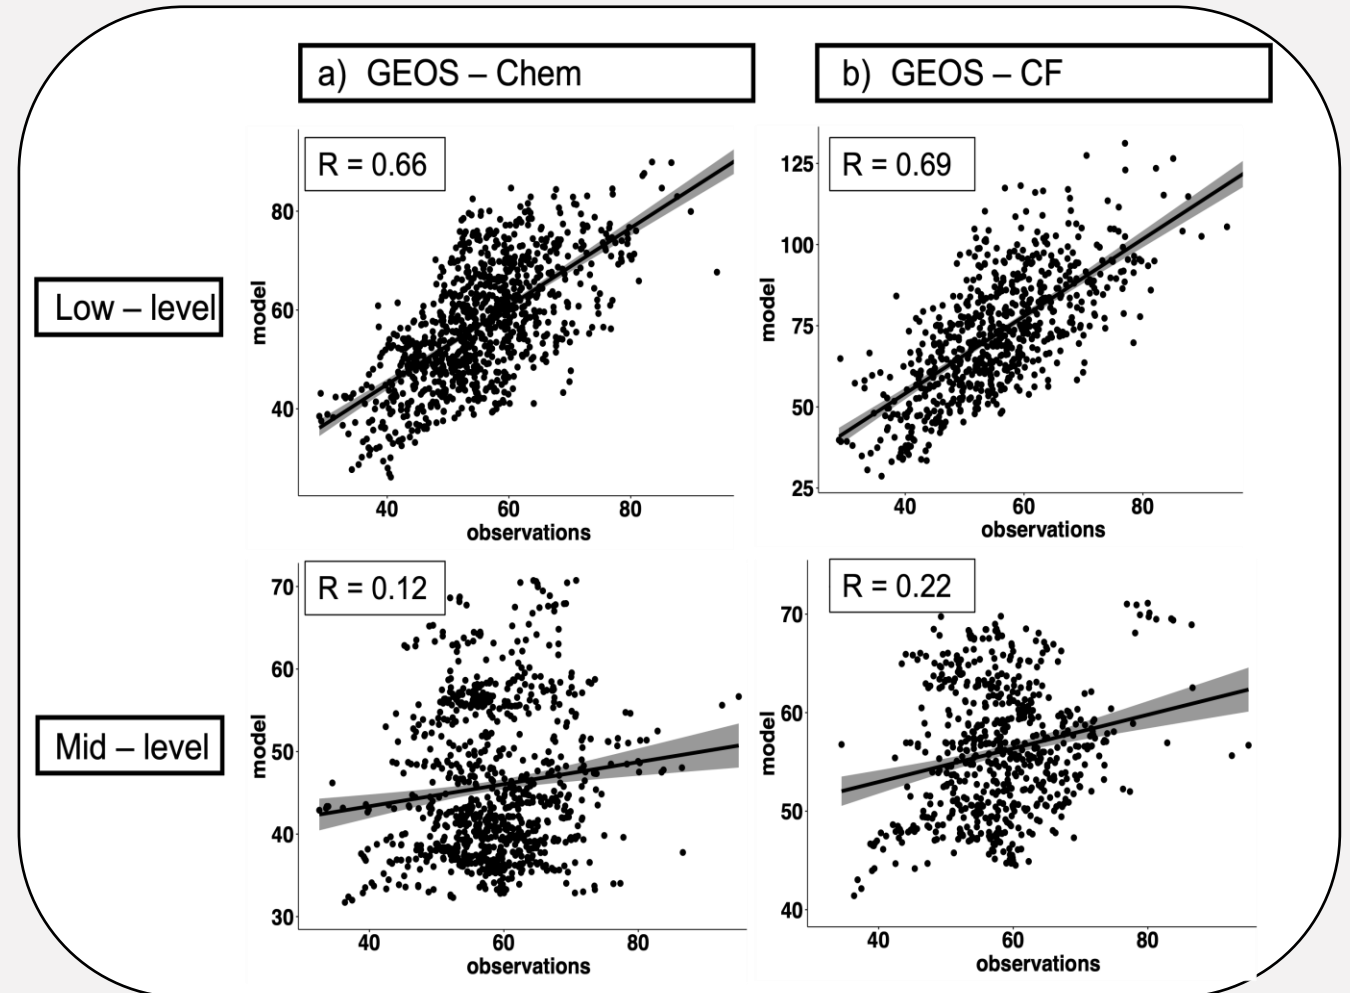 a) GEOS – Chem
b) GEOS – CF
Low – level
R = 0.66
80
60
40
model
40 60 80
observations
R = 0.69
125
100
75
50
25
model
40 60 80
observations
Mid – level
R = 0.12
70
60
50
40
30
model
40 60 80
observations
R = 0.22
70
60
50
40
model
40 60 80
observations